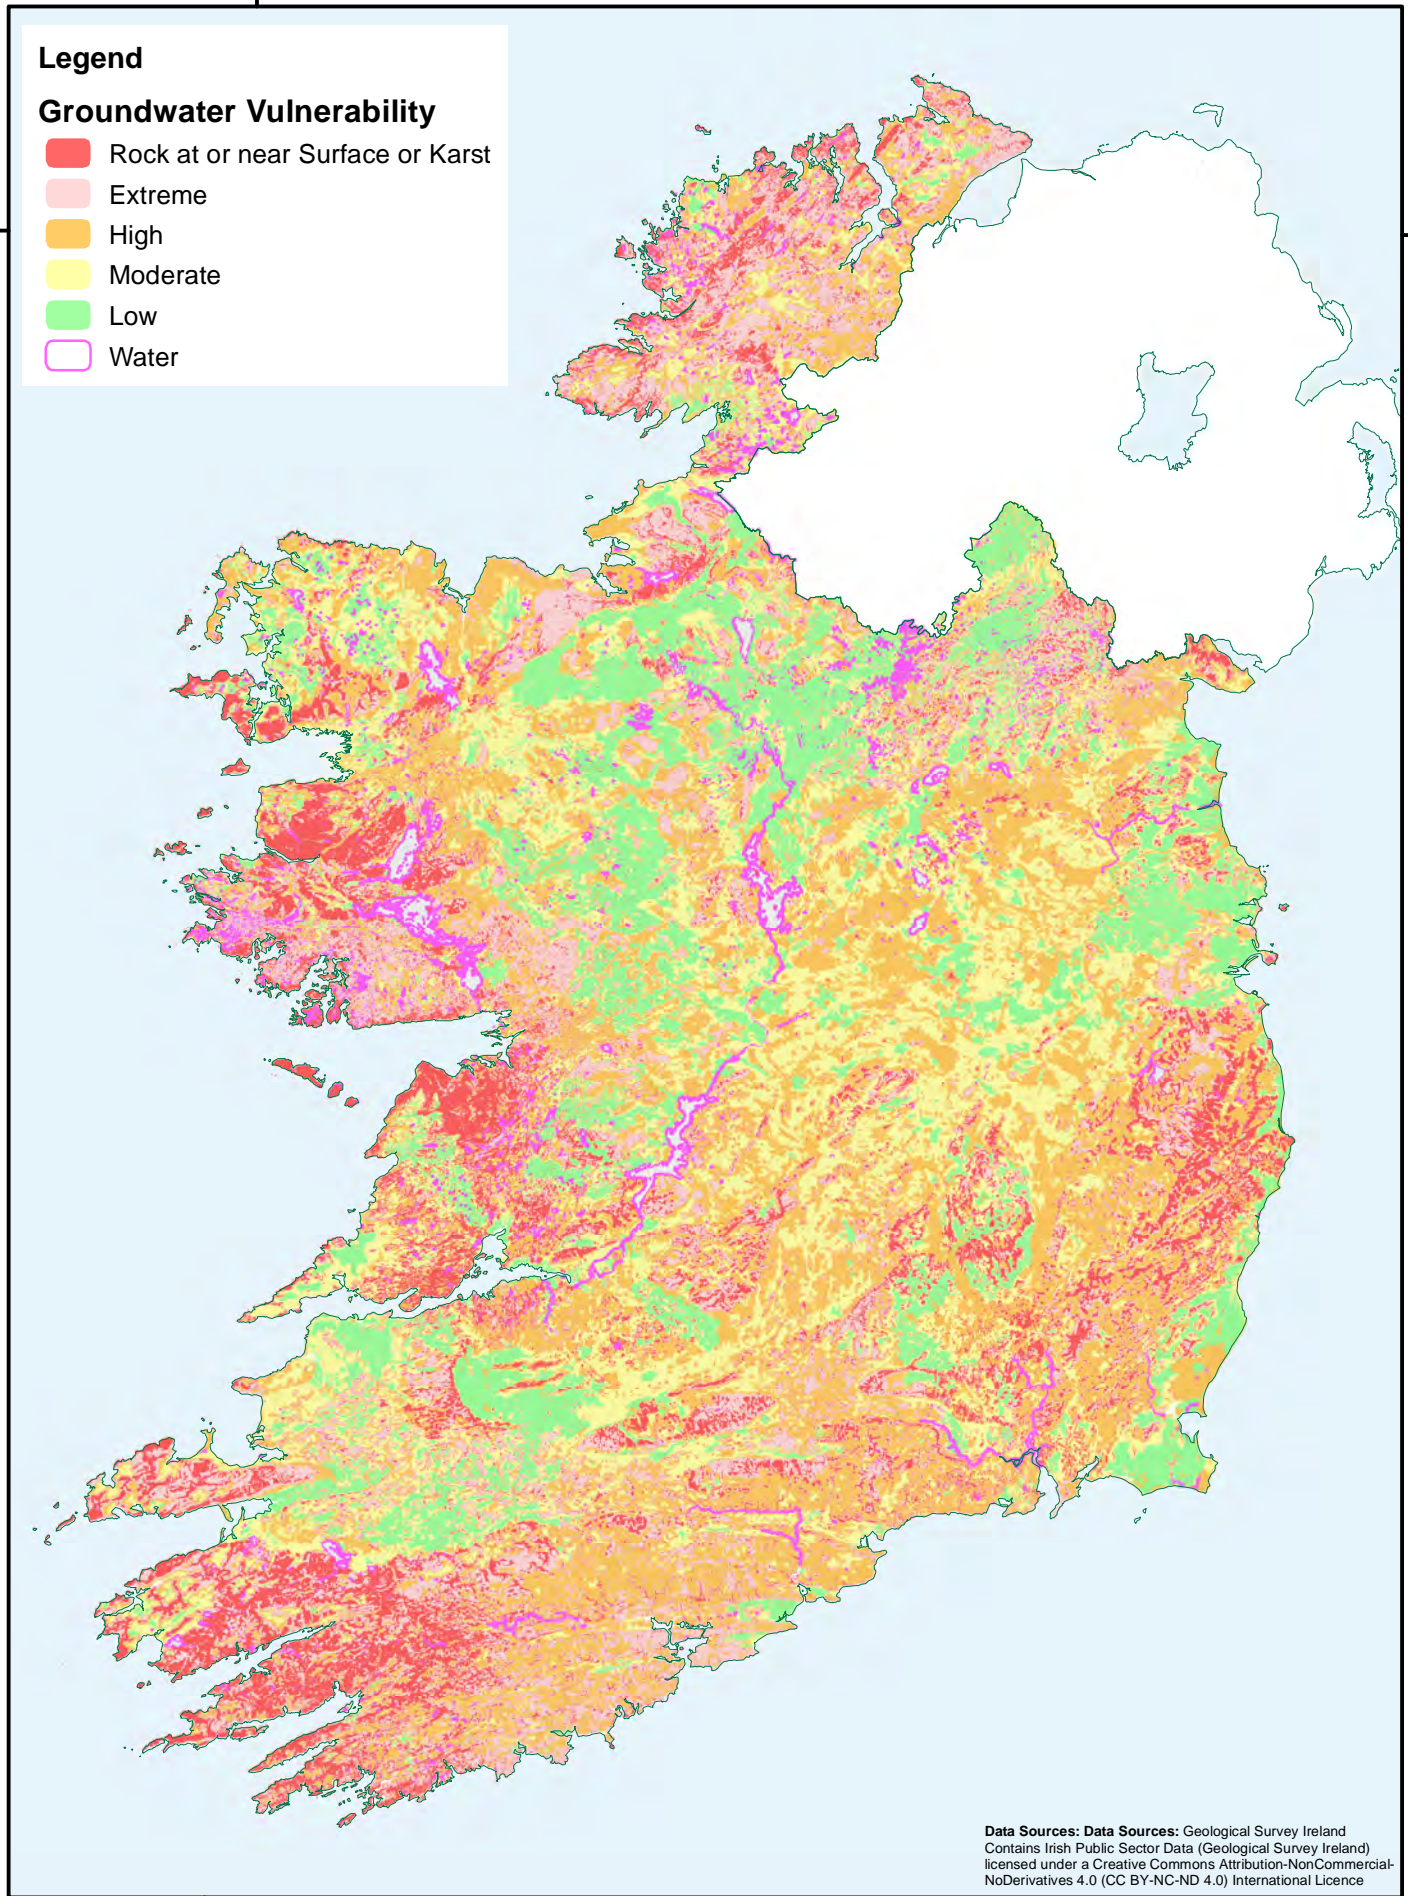 Legend
Groundwater Vulnerability
Rock at or near Surface or Karst
Extreme
High
Moderate
Low
Water
Data Sources: Data Sources: Geological Survey Ireland
Contains Irish Public Sector Data (Geological Survey Ireland)
licensed under a Creative Commons Attribution-NonCommercial-
NoDerivatives 4.0 (CC BY-NC-ND 4.0) International Licence